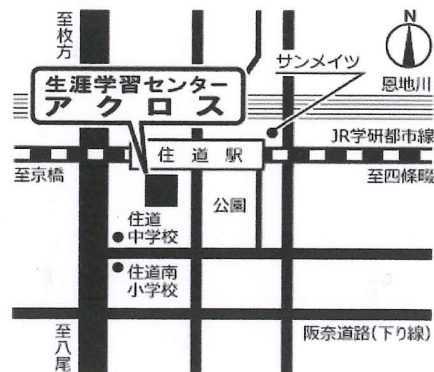 至枚方
N
サンメイツ
恩地川
生涯学習センター
アクロス
JR学研都市線
住道駅
至京橋
至四條畷
公園
住道
中学校
住道南
小学校
阪奈道路(下り線)
至八尾